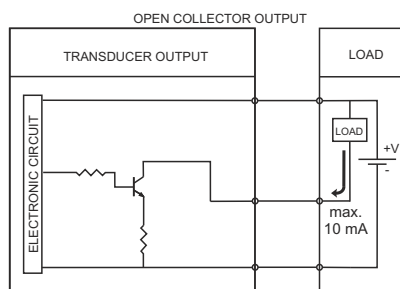 OPEN COLLECTOR OUTPUT
TRANSDUCER OUTPUT
LOAD
ELECTRONIC CIRCUIT
LOAD
+V
-
max.
10 mA